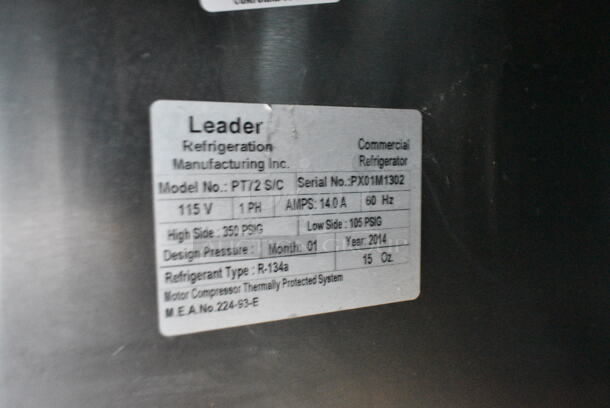 Leader
Refrigeration Commercial
Manufacturing Inc. Refrigerator
Model No.: PT/2 S/C Serial No.:PX01M1302
115 V 1 PH AMPS: 14.0 A 60 Hz
High Side : 350 PSIG Low Side : 105 PSIG
Design Pressure : Month: 01 Year: 2014
Refrigerant Type : R-134a 15 Oz.
Motor Compressor Thermally Protected System
M.E.A.No.224-93-E